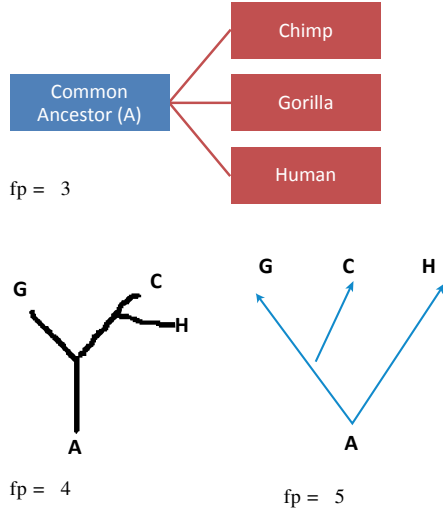 Chimp
Common
Ancestor (A)
Gorilla
Human
fp = 3
G
C
H
A
fp = 4
G
C
H
A
fp = 5